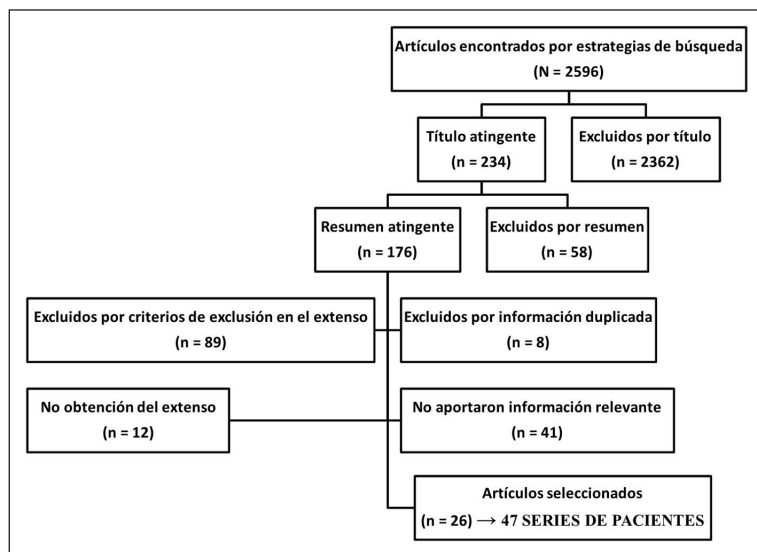 Artículos encontrados por estrategias de búsqueda
(N = 2596)
Título atingente
(n = 234)
Excluidos por título
(n = 2362)
Resumen atingente
(n = 176)
Excluidos por resumen
(n = 58)
Excluidos por criterios de exclusión en el extenso
(n = 89)
Excluidos por información duplicada
(n = 8)
No obtención del extenso
(n = 12)
No aportaron información relevante
(n = 41)
Artículos seleccionados
(n = 26) → 47 SERIES DE PACIENTES